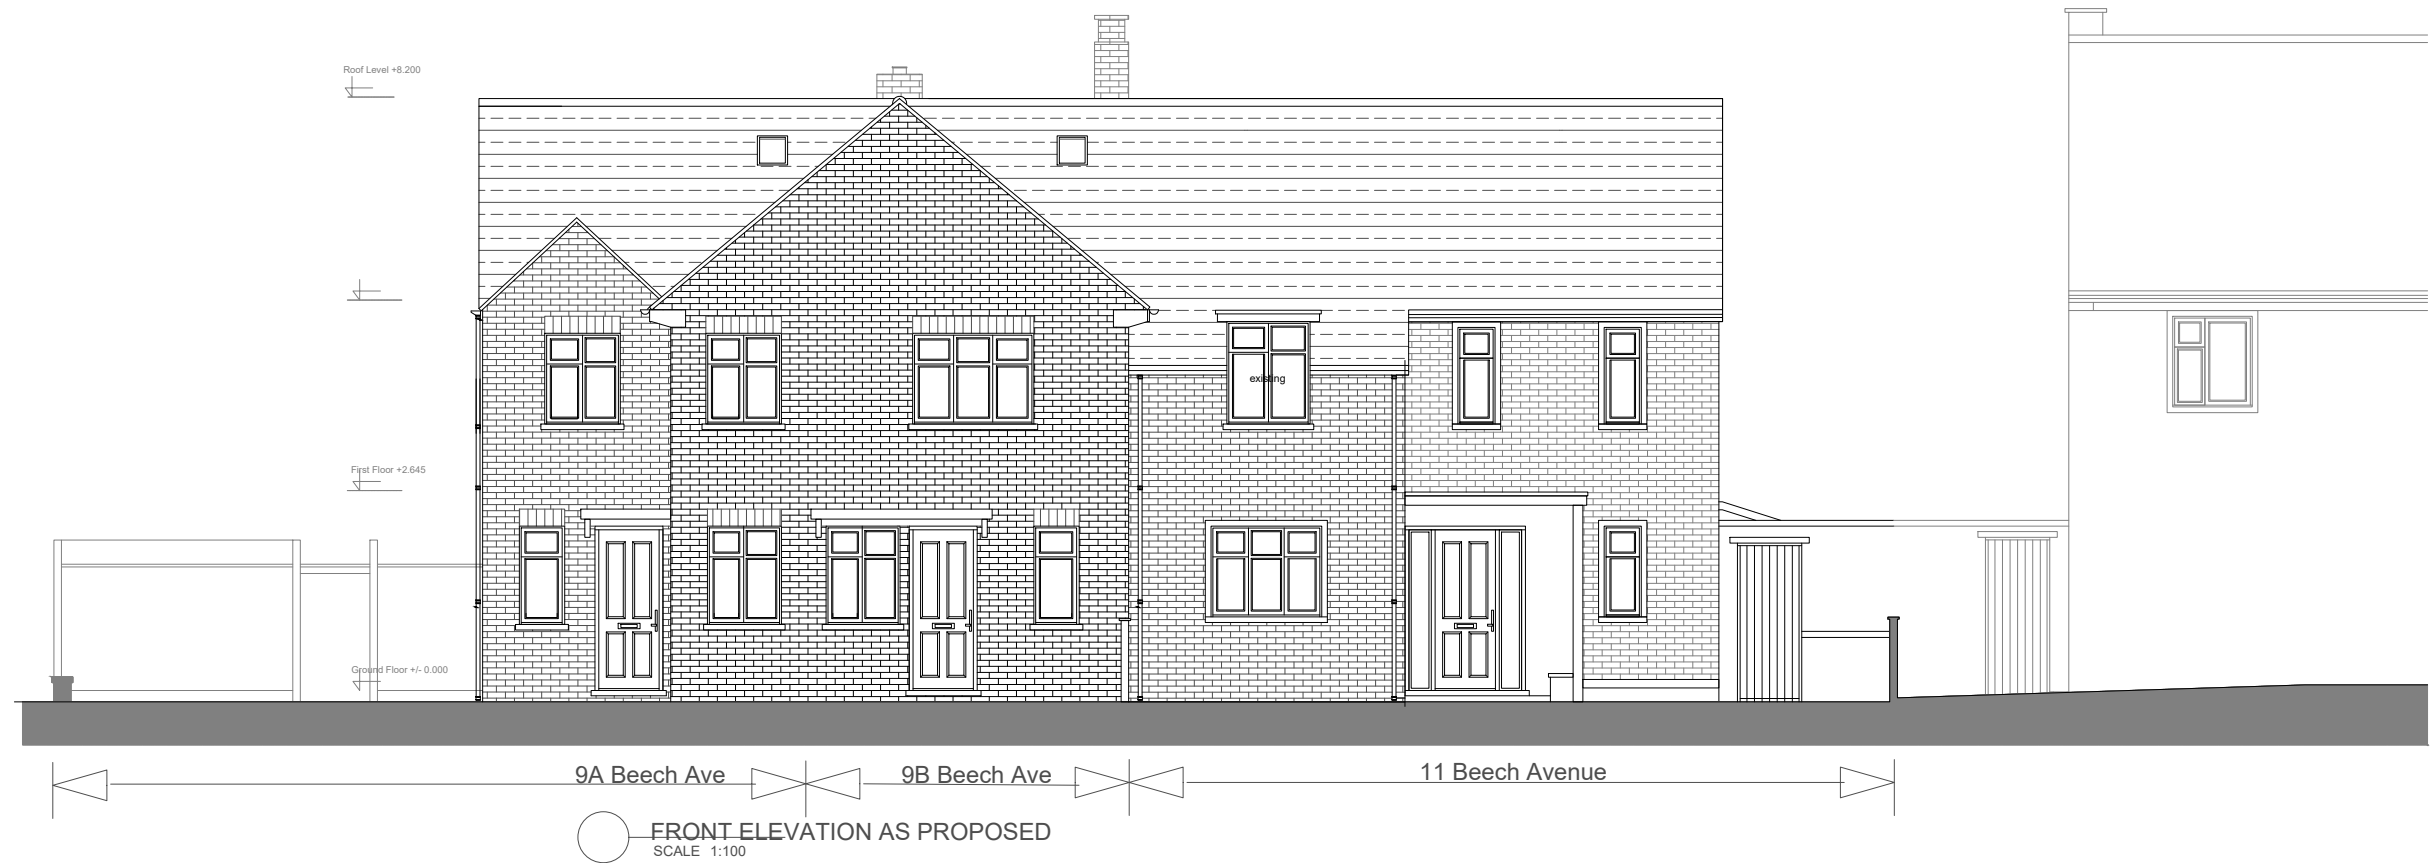 Roof Level +8.200
existing
First Floor +2.645
Ground Floor +/- 0.000
9A Beech Ave
9B Beech Ave
11 Beech Avenue
FRONT ELEVATION AS PROPOSED
SCALE 1:100